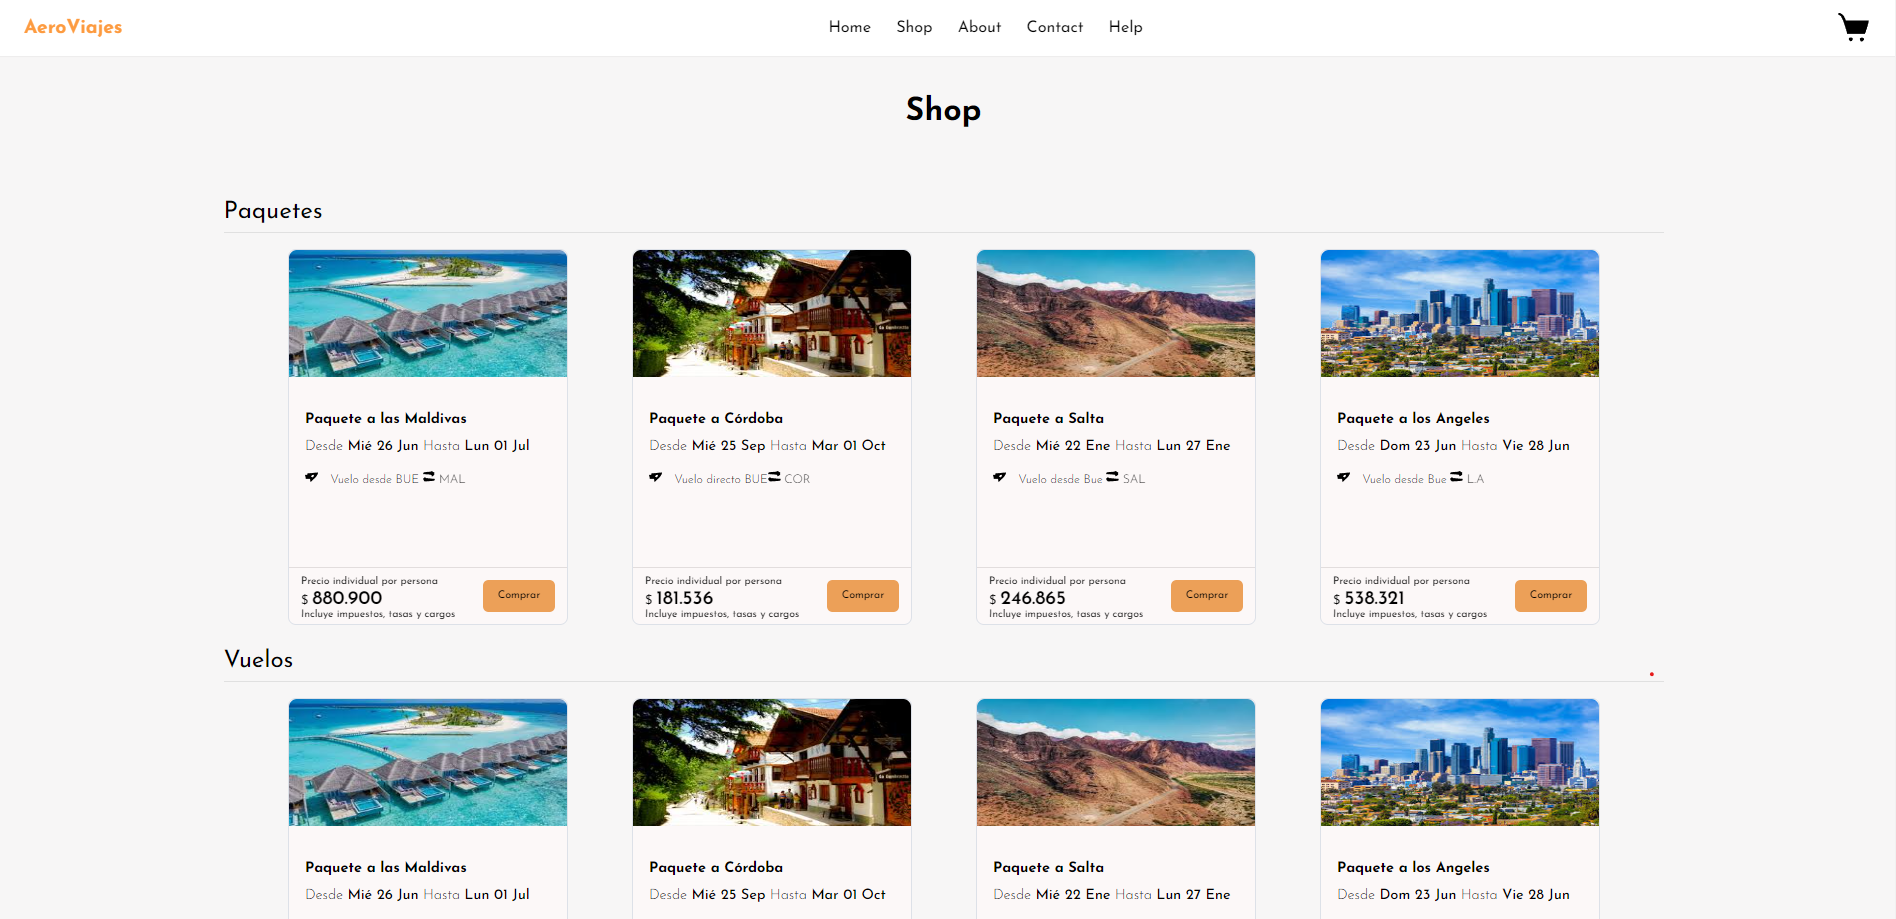 AeroViajes
Home Shop About Contact Help
Shop
Paquetes
Paquete a las Maldivas
Desde Mié 26 Jun Hasta Lun 01 Jul
Vuelo desde BUE MAL
Precio individual por persona
$ 880.900
Incluye impuestos, tasas y cargos
Comprar
Paquete a Córdoba
Desde Mié 25 Sep Hasta Mar 01 Oct
Vuelo directo BUE COR
Precio individual por persona
$ 181.536
Incluye impuestos, tasas y cargos
Comprar
Paquete a Salta
Desde Mié 22 Ene Hasta Lun 27 Ene
Vuelo desde Bue SAL
Precio individual por persona
$ 246.865
Incluye impuestos, tasas y cargos
Comprar
Paquete a los Angeles
Desde Dom 23 Jun Hasta Vie 28 Jun
Vuelo desde Bue L.A
Precio individual por persona
$ 538.321
Incluye impuestos, tasas y cargos
Comprar
Vuelos
Paquete a las Maldivas
Desde Mié 26 Jun Hasta Lun 01 Jul
Paquete a Córdoba
Desde Mié 25 Sep Hasta Mar 01 Oct
Paquete a Salta
Desde Mié 22 Ene Hasta Lun 27 Ene
Paquete a los Angeles
Desde Dom 23 Jun Hasta Vie 28 Jun